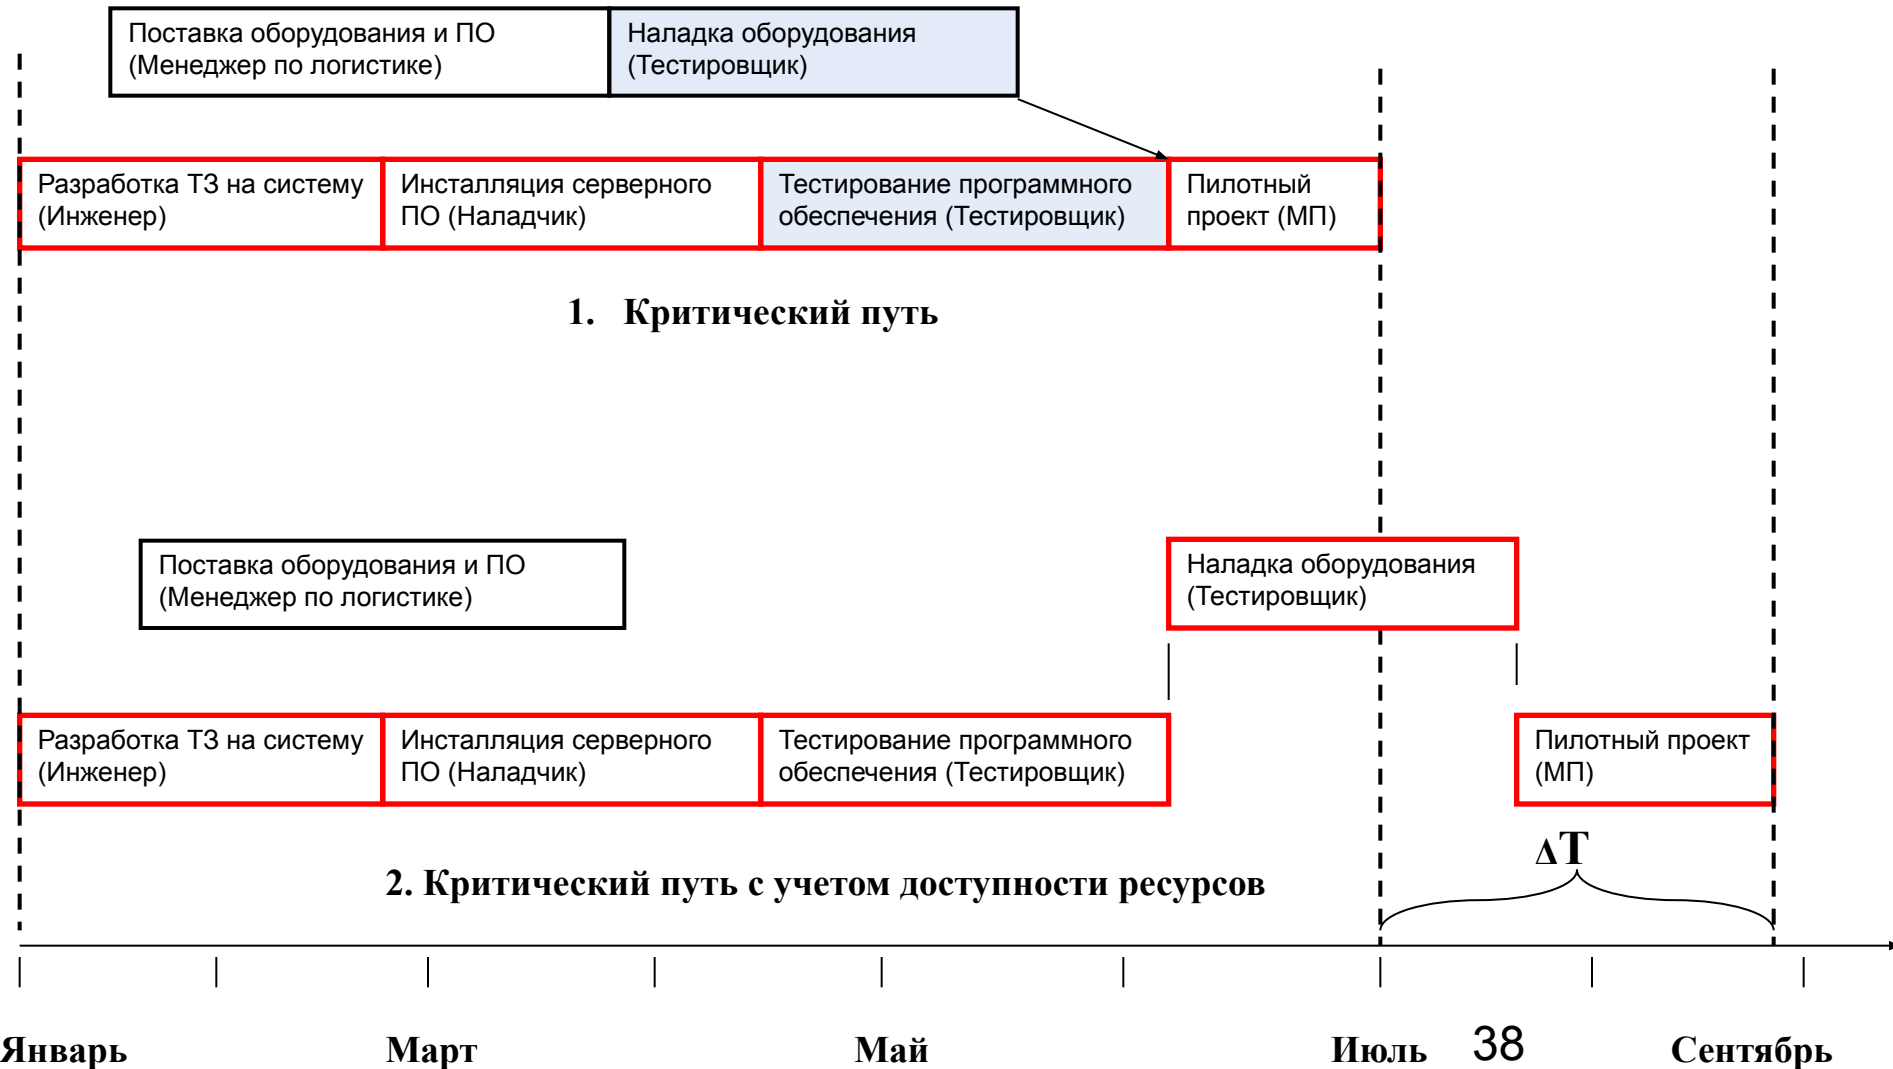 Поставка оборудования и ПО
(Менеджер по логистике)
Наладка оборудования
(Тестировщик)
Разработка ТЗ на систему
(Инженер)
Инсталляция серверного
ПО (Наладчик)
Тестирование программного
обеспечения (Тестировщик)
Пилотный
проект (МП)
1. Критический путь
Поставка оборудования и ПО
(Менеджер по логистике)
Наладка оборудования
(Тестировщик)
Разработка ТЗ на систему
(Инженер)
Инсталляция серверного
ПО (Наладчик)
Тестирование программного
обеспечения (Тестировщик)
Пилотный проект
(МП)
ΔT
2. Критический путь с учетом доступности ресурсов
Январь
Март
Май
Июль
38
Сентябрь